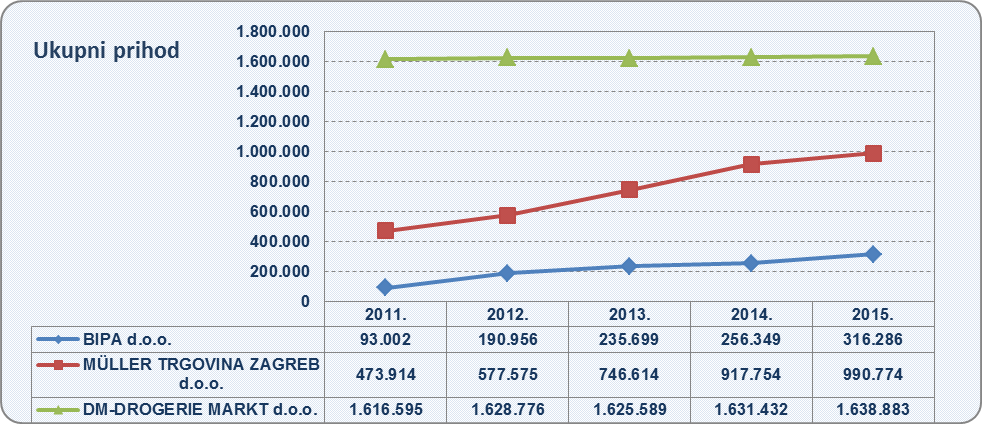 Ukupni prihod
1.800.000
1.600.000
1.400.000
1.200.000
1.000.000
800.000
600.000
400.000
200.000
0
2011. 2012. 2013. 2014. 2015.
BIPA d.o.o. 93.002 190.956 235.699 256.349 316.286
MÜLLER TRGOVINA ZAGREB
d.o.o. 473.914 577.575 746.614 917.754 990.774
DM-DROGERIE MARKT d.o.o. 1.616.595 1.628.776 1.625.589 1.631.432 1.638.883